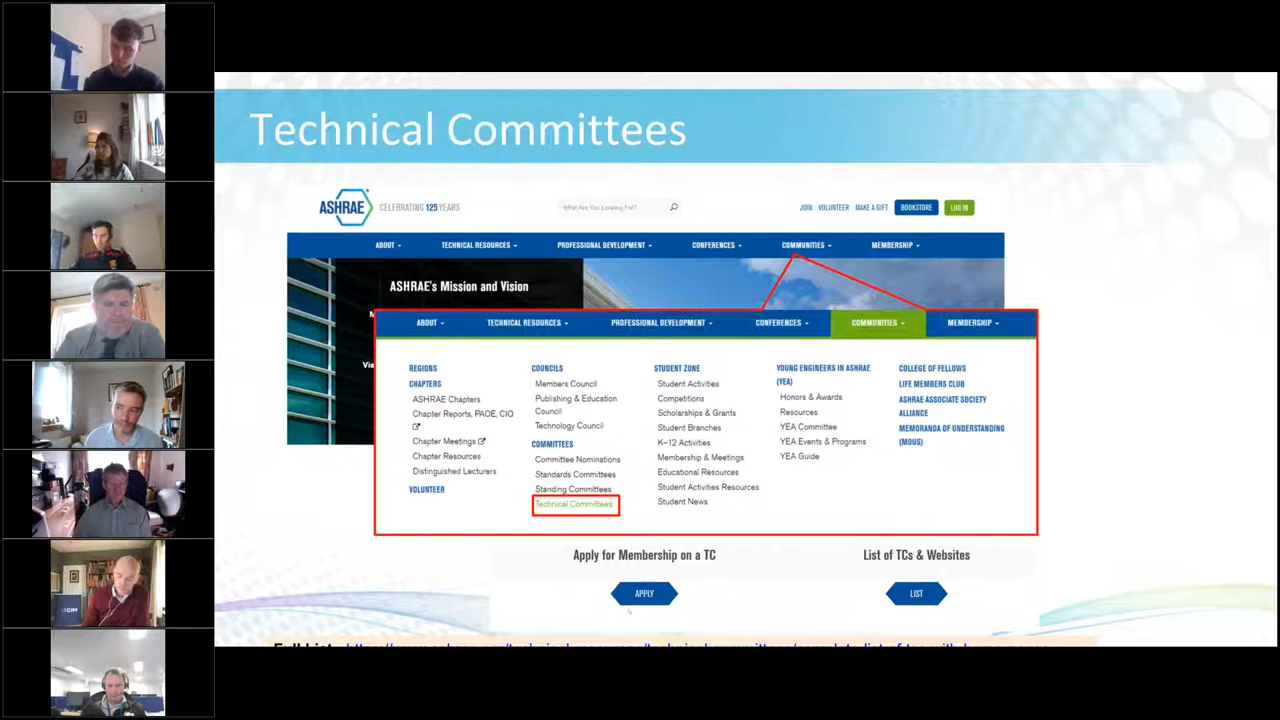 Technical Committees
ASHRAE
CELEBRATING 125 YEARS
What Are You Looking For?
JOIN VOLUNTEER MAKE A GIFT BOOKSTORE LOG IN
ABOUT TECHNICAL RESOURCES PROFESSIONAL DEVELOPMENT CONFERENCES COMMUNITIES MEMBERSHIP
ASHRAE's Mission and Vision
ABOUT TECHNICAL RESOURCES PROFESSIONAL DEVELOPMENT CONFERENCES COMMUNITIES MEMBERSHIP
REGIONS
CHAPTERS
ASHRAE Chapters
Chapter Reports, PAOE, CIQ
Chapter Meetings
Chapter Resources
Distinguished Lecturers
VOLUNTEER
COUNCILS
Members Council
Publishing & Education
Council
Technology Council
COMMITTEES
Committee Nominations
Standards Committees
Standing Committees
Technical Committees
STUDENT ZONE
Student Activities
Competitions
Scholarships & Grants
Student Branches
K-12 Activities
Membership & Meetings
Educational Resources
Student Activities Resources
Student News
YOUNG ENGINEERS IN ASHRAE
(YEA)
Honors & Awards
Resources
YEA Committee
YEA Events & Programs
YEA Guide
COLLEGE OF FELLOWS
LIFE MEMBERS CLUB
ASHRAE ASSOCIATE SOCIETY
ALLIANCE
MEMORANDA OF UNDERSTANDING
(MOUS)
Apply for Membership on a TC
APPLY
List of TCs & Websites
LIST